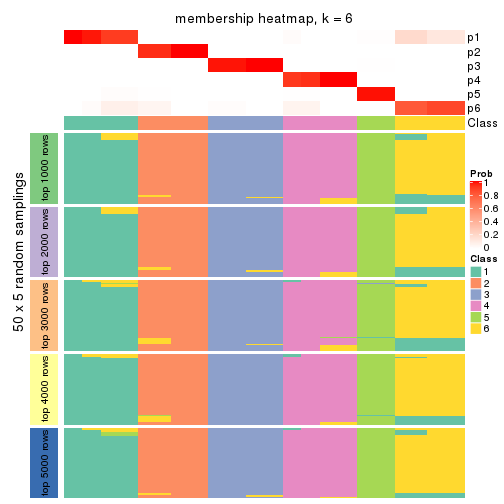 membership heatmap, k = 6
p1
p2
p3
p4
p5
p6
Class
50 x 5 random samplings
top 1000 rows
top 2000 rows
top 3000 rows
top 4000 rows
top 5000 rows
Prob
1
0.8
0.6
0.4
0.2
0
Class
1
2
3
4
5
6